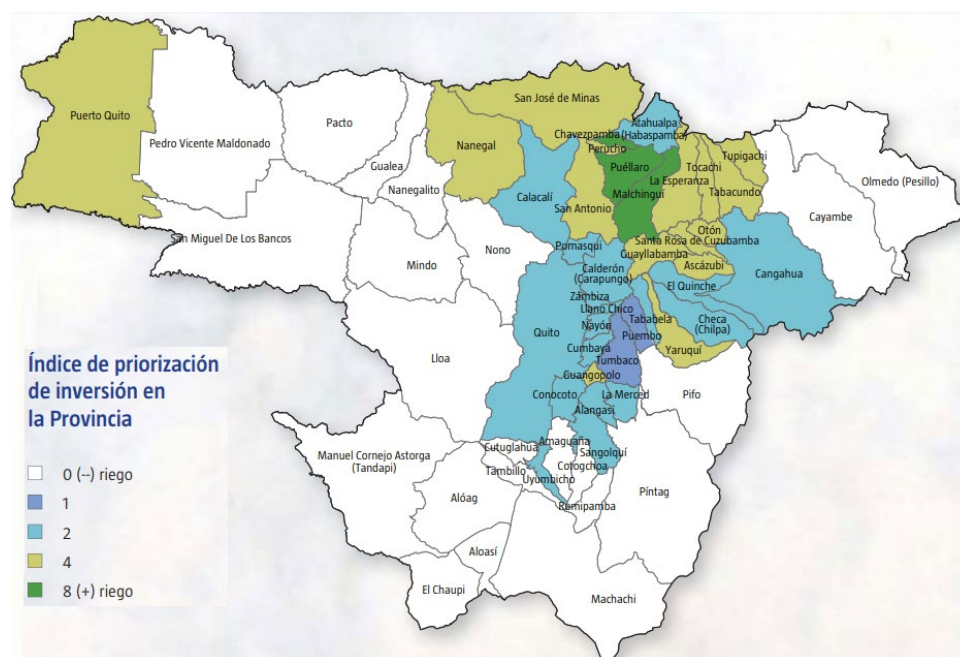 Puerto Quito
Pedro Vicente Maldonado
Pacto
Gualea
Nanegalito
Nanegal
San José de Minas
Chavezpamba
Perucho
Atahualpa
(Habaspamba)
Puéllaro
Malchinguí
La Esperanza
Tocachi
Tupigachi
Tabacundo
Olmedo (Pesillo)
Cayambe
Calacalí
San Antonio
San Miguel De Los Bancos
Mindo
Nono
Pomasqui
Otón
Santa Rosa de Cuzubamba
Guayllabamba
Ascázubi
Calderón
(Carapungo)
El Quinche
Cangahua
Zámbiza
Llano Chico
Tababela
Checa
(Chilpa)
Quito
Nayón
Puembo
Yaruquí
Lloa
Cumbayá
Tumbaco
Guangopolo
Pifo
Conocoto
La Merced
Alangasí
Manuel Cornejo Astorga
(Tandapi)
Cutuglahua
Amaguaña
Sangolquí
Tambillo
Cotogchoa
Uyumbicho
Píntag
Alóag
Rumipamba
Aloasí
El Chaupi
Machachi
Índice de priorización
de inversión en
la Provincia
0 (--) riego
1
2
4
8 (+) riego